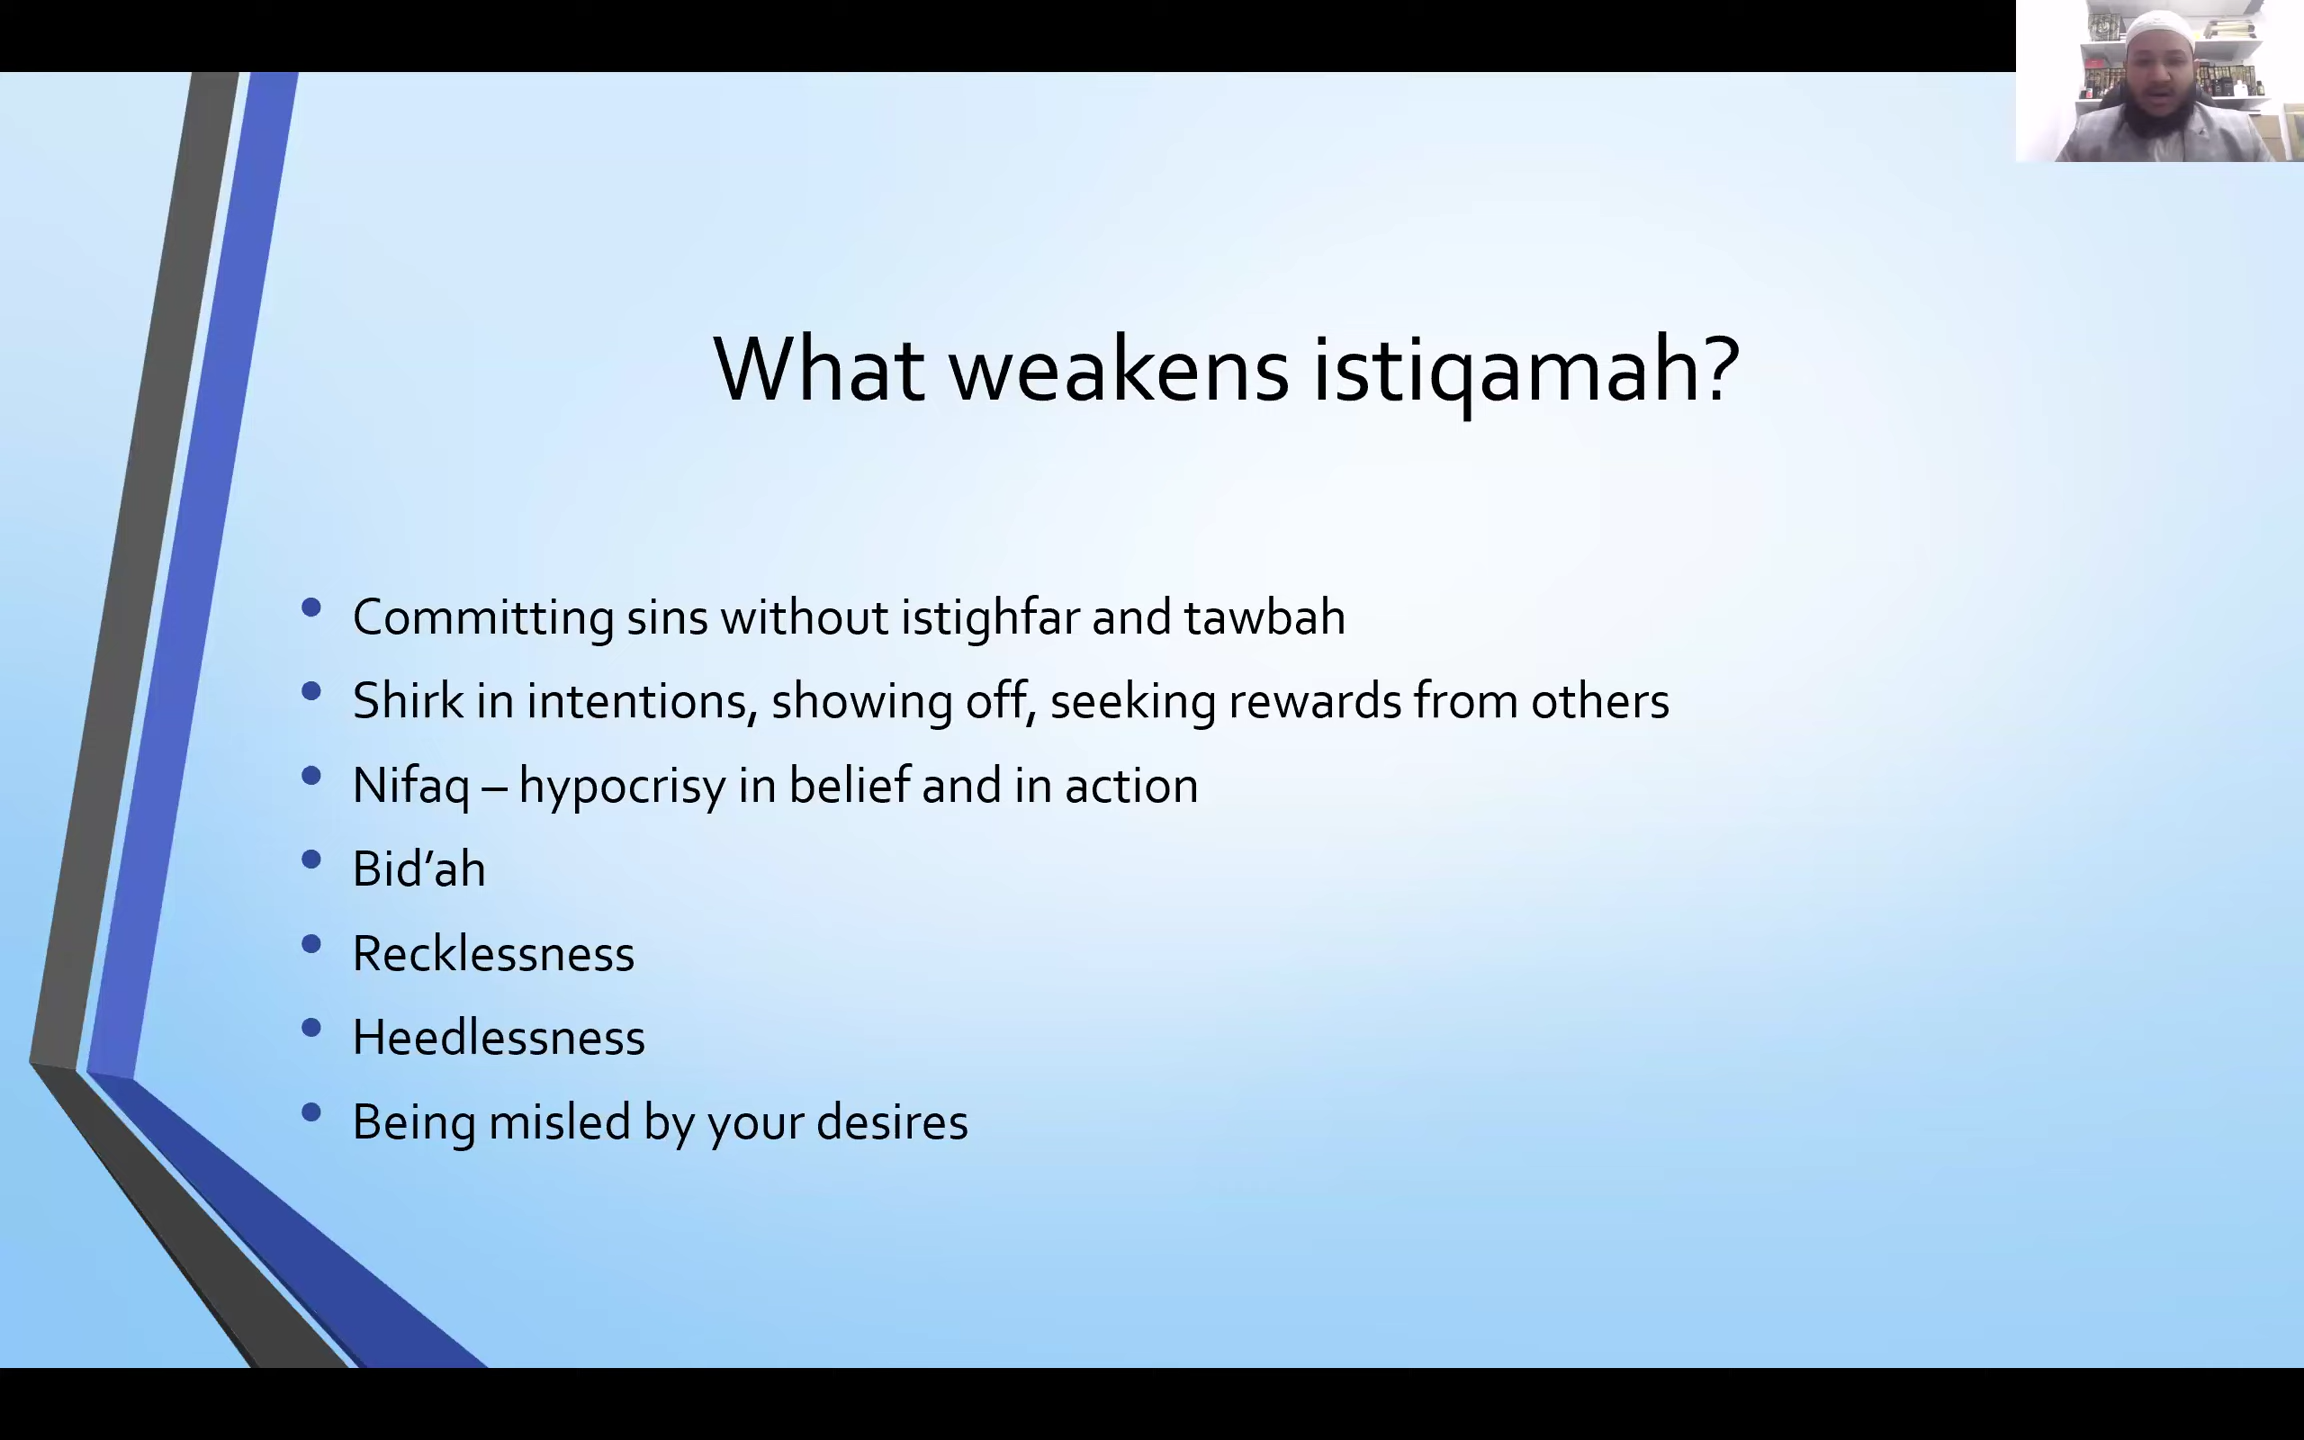 What weakens istiqamah?
• Committing sins without istighfar and tawbah
• Shirk in intentions, showing off, seeking rewards from others
• Nifaq – hypocrisy in belief and in action
• Bid’ah
• Recklessness
• Heedlessness
• Being misled by your desires